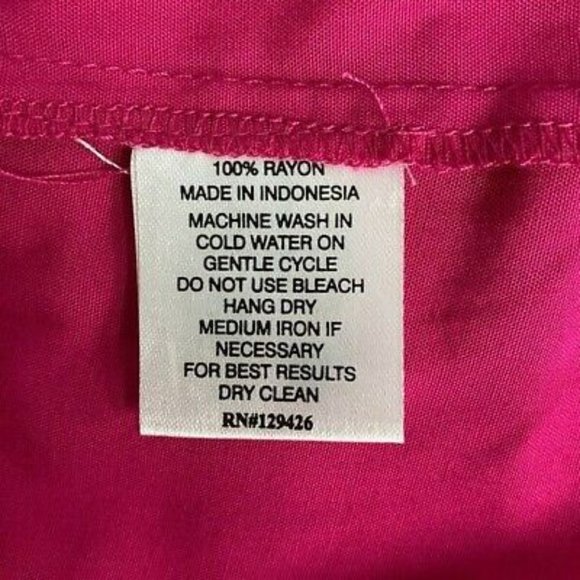 100% RAYON
MADE IN INDONESIA
MACHINE WASH IN
COLD WATER ON
GENTLE CYCLE
DO NOT USE BLEACH
HANG DRY
MEDIUM IRON IF
NECESSARY
FOR BEST RESULTS
DRY CLEAN
RN#129426